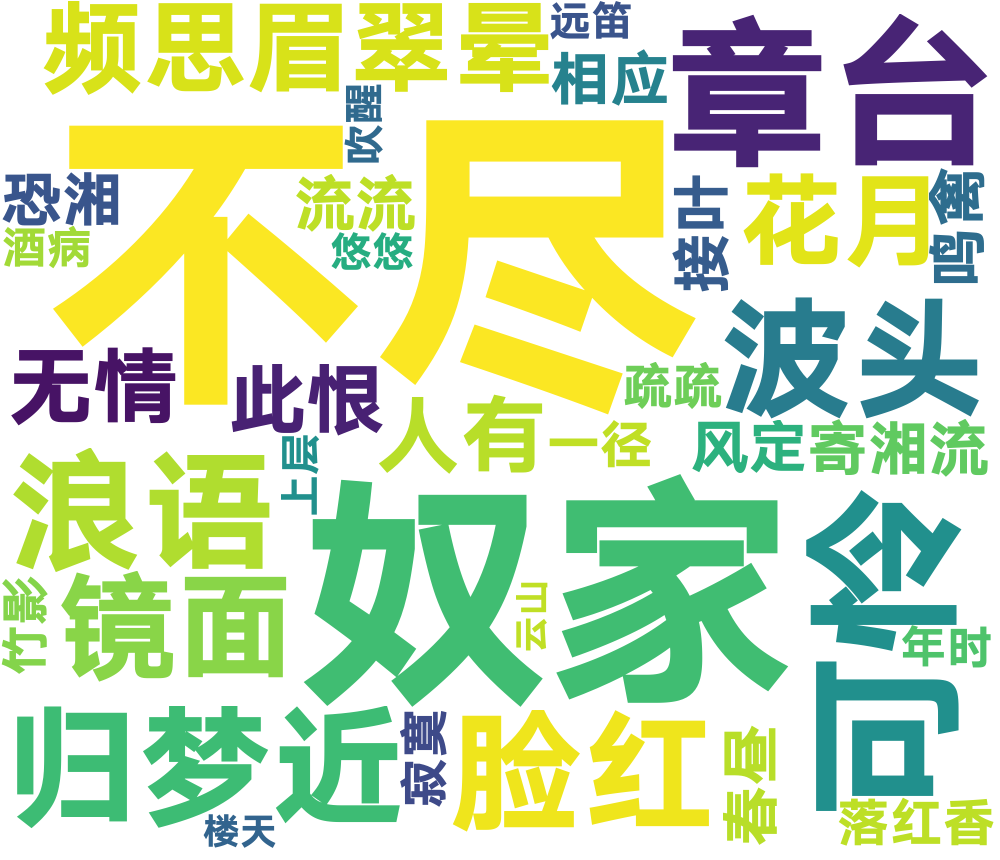 频思眉翠晕
远笛
相应
章台
吹醒
不尽
恐湘
流流
接叶
花月
鸣禽
酒病
悠悠
无情
此恨
波头
疏疏
人有
一径
风定
寄湘流
浪语
上层
奴家
可怜
竹影
镜面
云山
年时
归梦近
寂寞
脸红
春昼
落红香
楼天